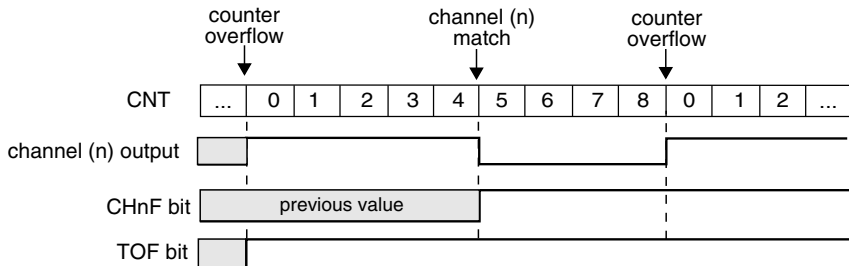 counter
overflow
channel (n)
match
counter
overflow
CNT ... 0 1 2 3 4 5 6 7 8 0 1 2 ...
channel (n) output
CHnF bit previous value
TOF bit